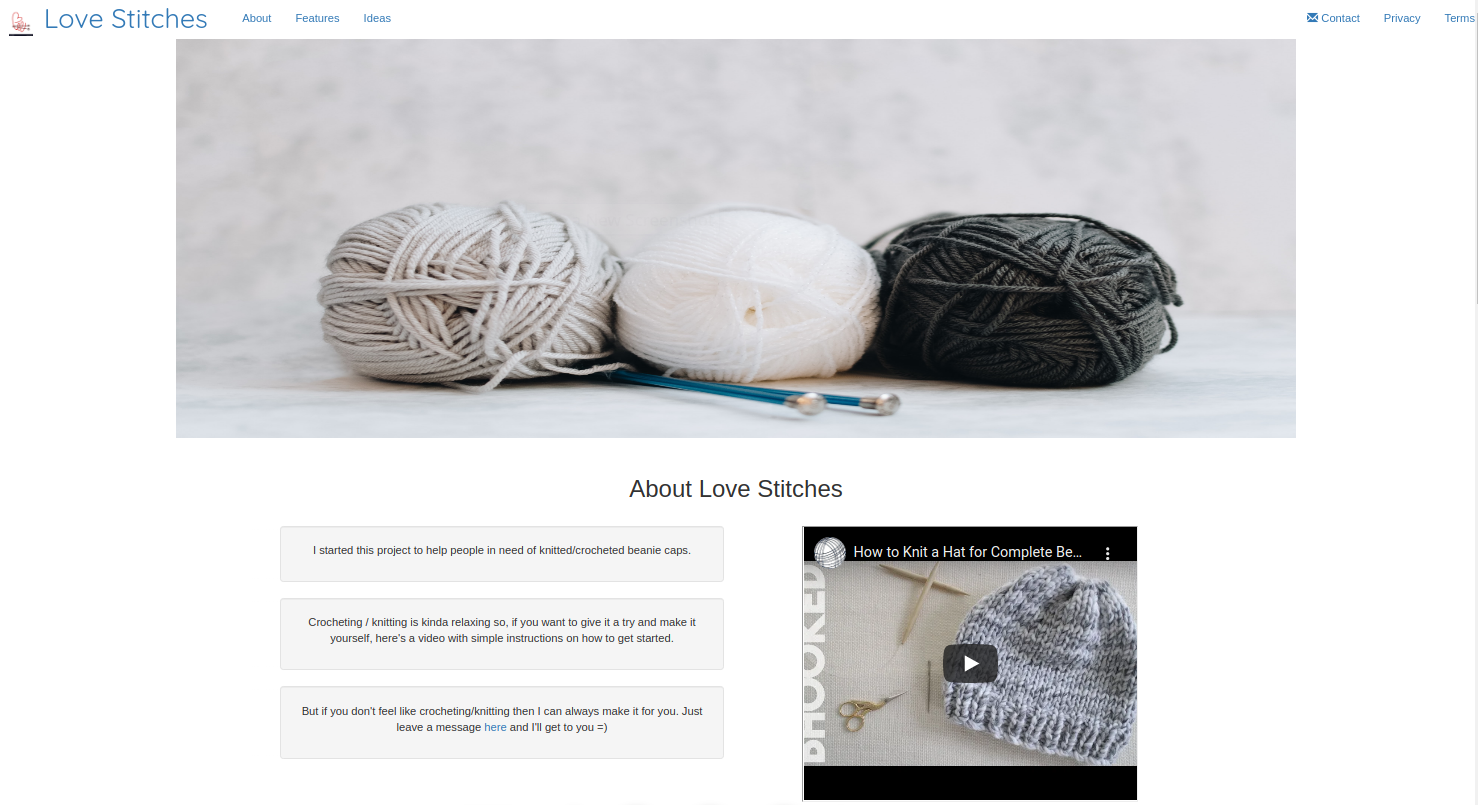 Love Stitches
About
Features
Ideas
Contact
Privacy
Terms
About Love Stitches
I started this project to help people in need of knitted/crocheted beanie caps.
Crocheting / knitting is kinda relaxing so, if you want to give it a try and make it
yourself, here's a video with simple instructions on how to get started.
But if you don't feel like crocheting/knitting then I can always make it for you. Just
leave a message here and I'll get to you =)
How to Knit a Hat for Complete Be...
BHOOKED